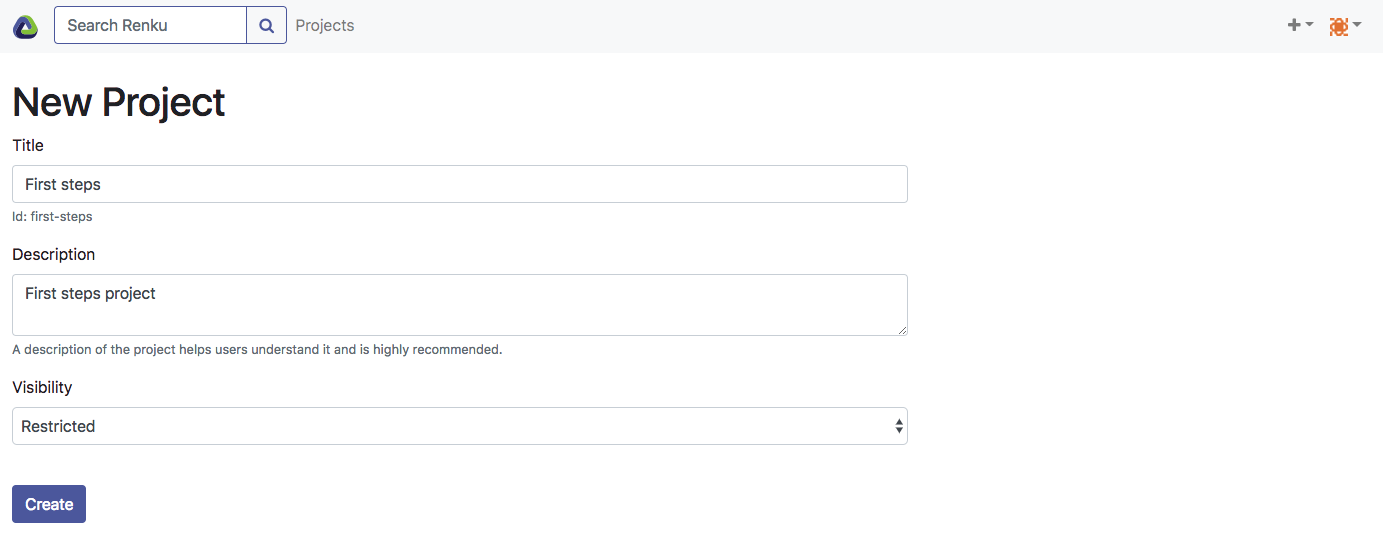 Search Renku
Projects
New Project
Title
First steps
Id: first-steps
Description
First steps project
A description of the project helps users understand it and is highly recommended.
Visibility
Restricted
Create